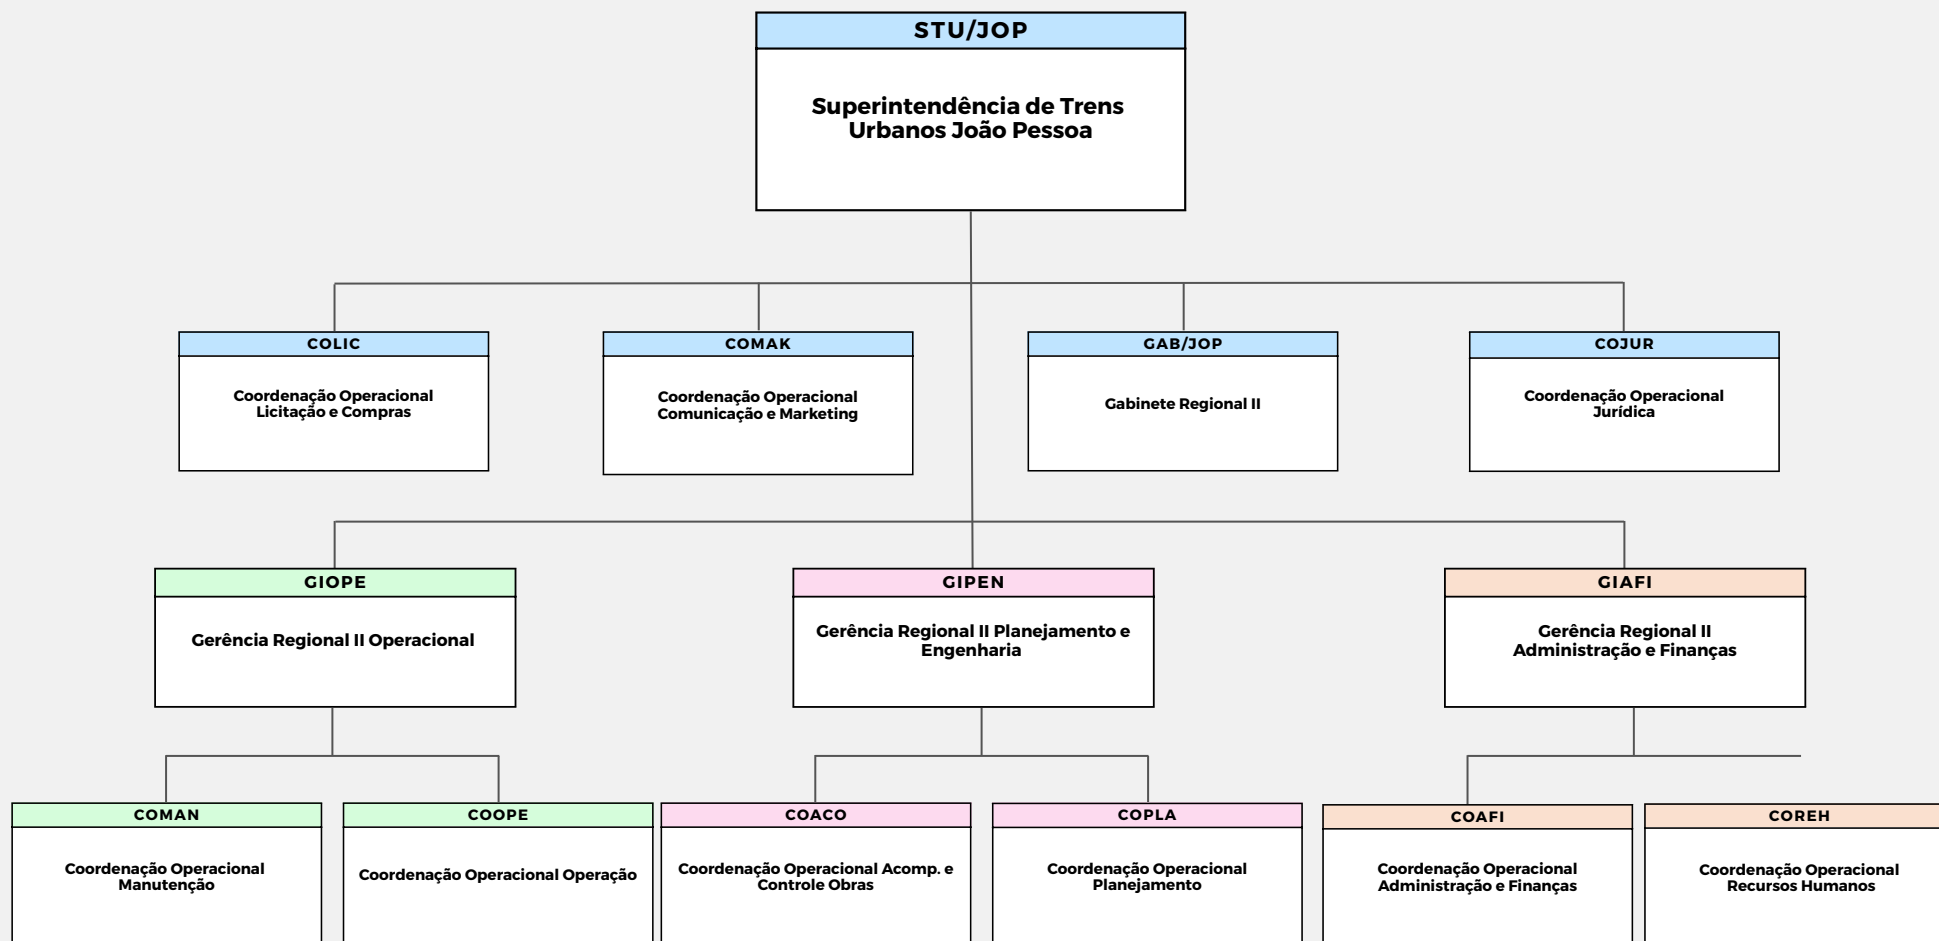 STU/JOP
Superintendência de Trens
Urbanos João Pessoa
COLIC
Coordenação Operacional
Licitação e Compras
COMAK
Coordenação Operacional
Comunicação e Marketing
GAB/JOP
Gabinete Regional II
COJUR
Coordenação Operacional
Jurídica
GIOPE
Gerência Regional II Operacional
GIPEN
Gerência Regional II Planejamento e
Engenharia
GIAFI
Gerência Regional II
Administração e Finanças
COMAN
Coordenação Operacional
Manutenção
COOPE
Coordenação Operacional Operação
COACO
Coordenação Operacional Acomp. e
Controle Obras
COPLA
Coordenação Operacional
Planejamento
COAFI
Coordenação Operacional
Administração e Finanças
COREH
Coordenação Operacional
Recursos Humanos